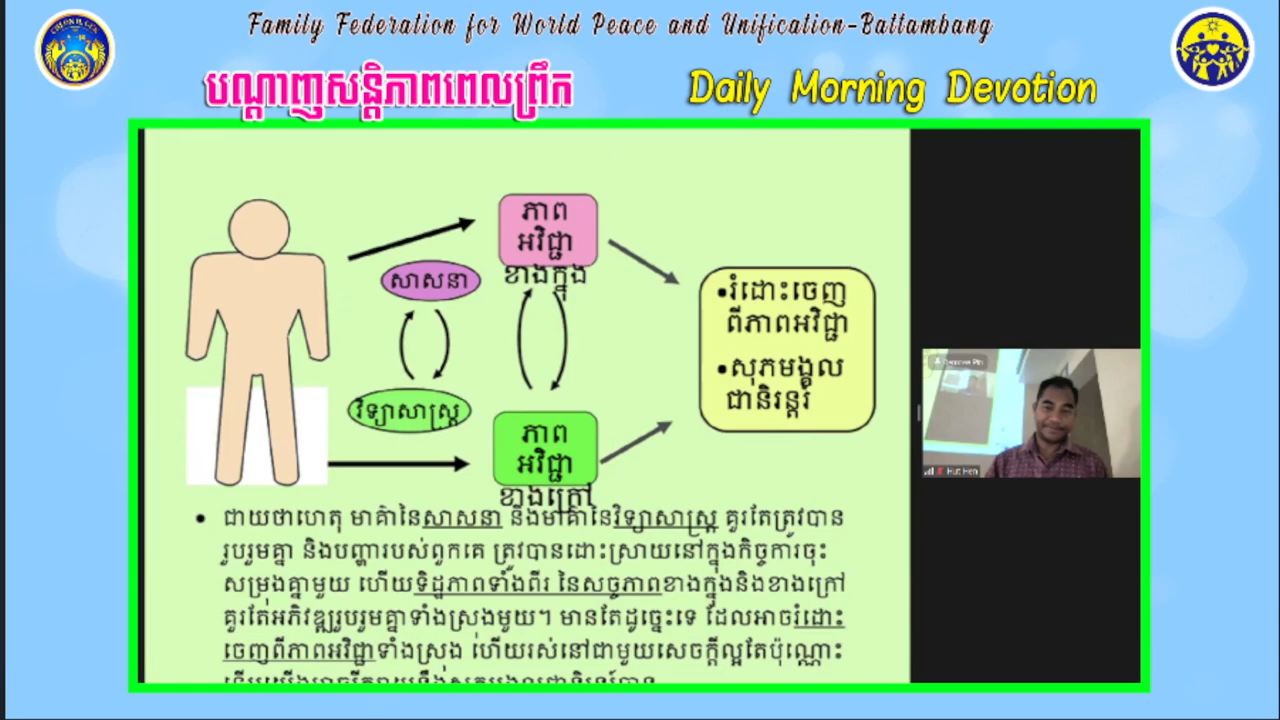 Family Federation for World Peace and Unification-Battambang
បណ្តាញសន្តិភាពពេលព្រឹក
Daily Morning Devotion
ភាព
អវិជ្ជា
ខាងក្នុង
សាសនា
•រំដោះចេញ
ពីភាពអវិជ្ជា
•សុភមង្គល
ជានិរន្តរ៍
វិទ្យាសាស្ត្រ
ភាព
អវិជ្ជា
ខាងក្រៅ
Hut Hen
• ជាយថាហេតុ មាគ៌ានៃសាសនា និងមាគ៌ានៃវិទ្យាសាស្ត្រ គួរតែត្រូវបាន
រួបរួមគ្នា និងបញ្ហារបស់ពួកគេ ត្រូវបានដោះស្រាយនៅក្នុងកិច្ចការចុះ
សម្រុងគ្នាមួយ ហើយទិដ្ឋភាពទាំងពីរ នៃសច្ចភាពខាងក្នុងនិងខាងក្រៅ
គួរតែអភិវឌ្ឍរួបរួមគ្នាទាំងស្រុងមួយ។ មានតែដូច្នេះទេ ដែលអាចរំដោះ
ចេញពីភាពអវិជ្ជាទាំងស្រុង ហើយរស់នៅជាមួយសេចក្តីល្អតែប៉ុណ្ណោះ